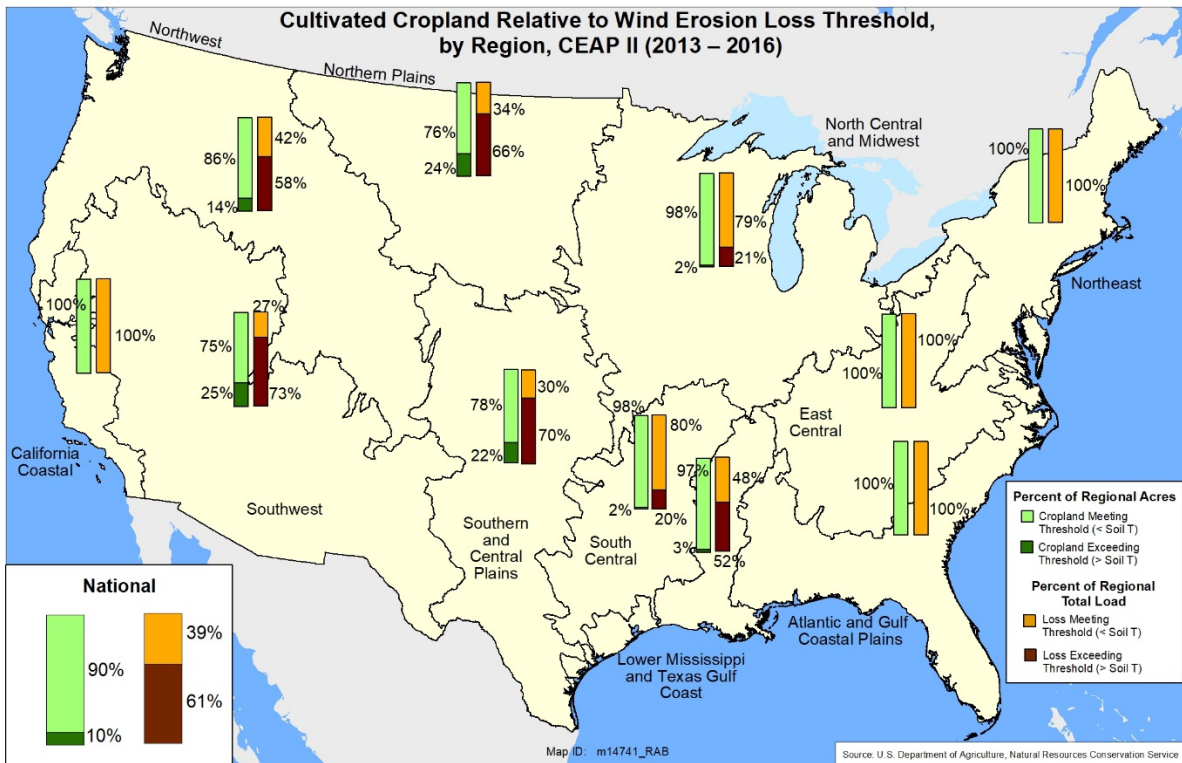 Cultivated Cropland Relative to Wind Erosion Loss Threshold,
by Region, CEAP II (2013 – 2016)
Northwest
Northern Plains
North Central
and Midwest
Northeast
California
Coastal
Southwest
Southern
and
Central
Plains
South
Central
East
Central
Lower Mississippi
and Texas Gulf
Coast
Atlantic and Gulf
Coastal Plains
86%
14%
42%
58%
76%
24%
34%
66%
98%
2%
79%
21%
100%
100%
100%
100%
75%
25%
27%
73%
78%
22%
30%
70%
98%
2%
80%
20%
97%
3%
48%
52%
100%
100%
100%
100%
National
90%
10%
39%
61%
Percent of Regional Acres
Cropland Meeting
Threshold (< Soil T)
Cropland Exceeding
Threshold (> Soil T)
Percent of Regional
Total Load
Loss Meeting
Threshold (< Soil T)
Loss Exceeding
Threshold (> Soil T)
Map ID: m14741_RAB
Source: U.S. Department of Agriculture, Natural Resources Conservation Service